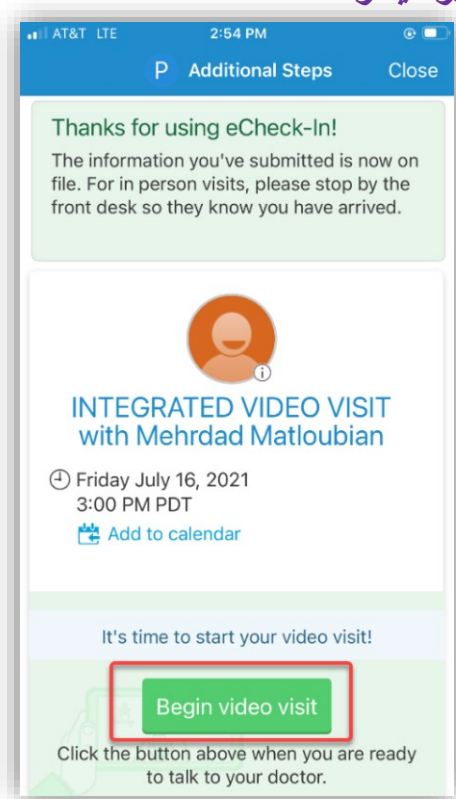 AT&T LTE 2:54 PM
P Additional Steps Close
Thanks for using eCheck-In!
The information you've submitted is now on
file. For in person visits, please stop by the
front desk so they know you have arrived.
INTEGRATED VIDEO VISIT
with Mehrdad Matloubian
Friday July 16, 2021
3:00 PM PDT
Add to calendar
It's time to start your video visit!
Begin video visit
Click the button above when you are ready
to talk to your doctor.